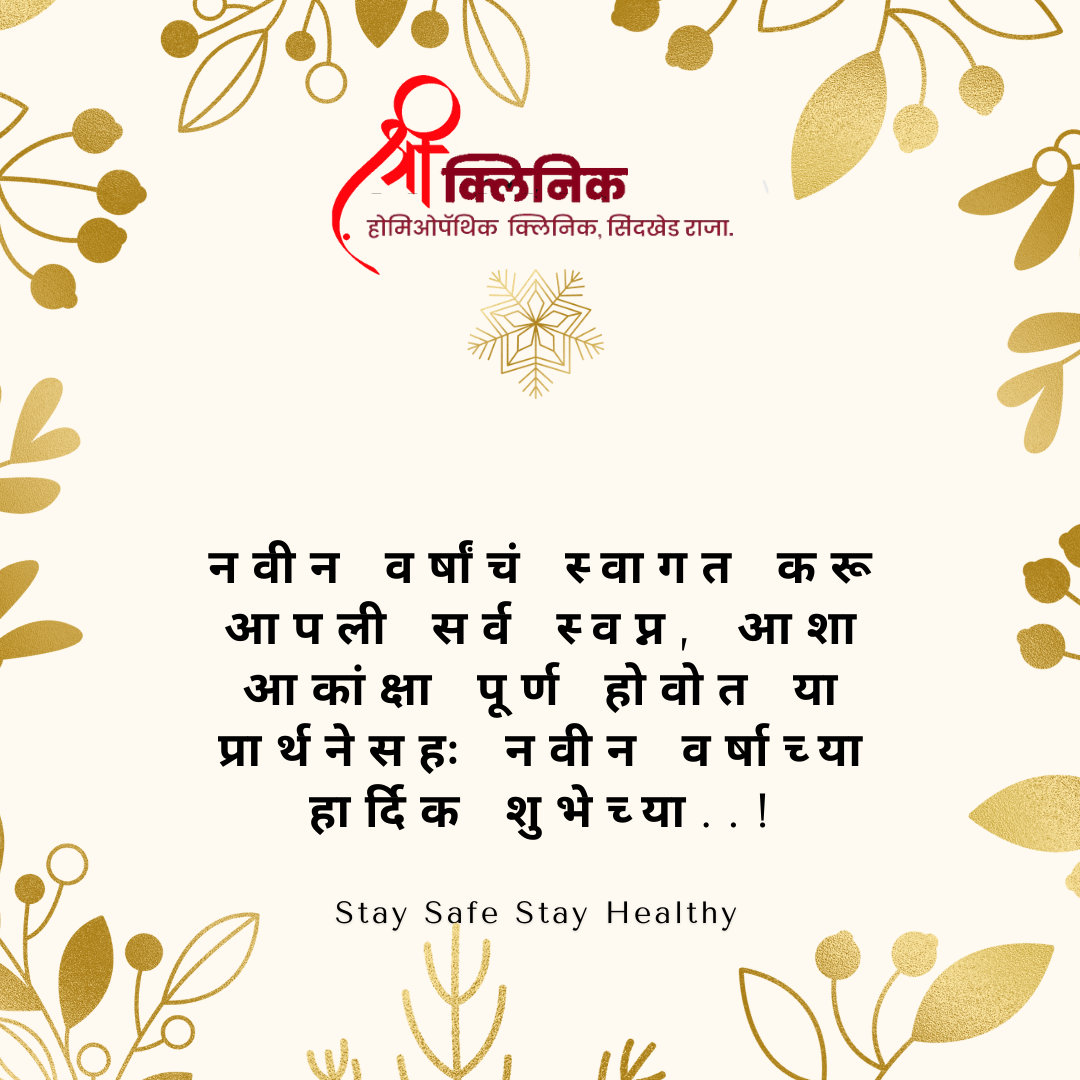 श्री क्लिनिक
होमिओपॅथिक क्लिनिक, सिंदखेड राजा.
नवीन वर्षांचं स्वागत करू
आपली सर्व स्वप्न, आशा
आकांक्षा पूर्ण होवोत या
प्रार्थनेसहः नवीन वर्षाच्या
हार्दिक शुभेच्या..!
Stay Safe Stay Healthy